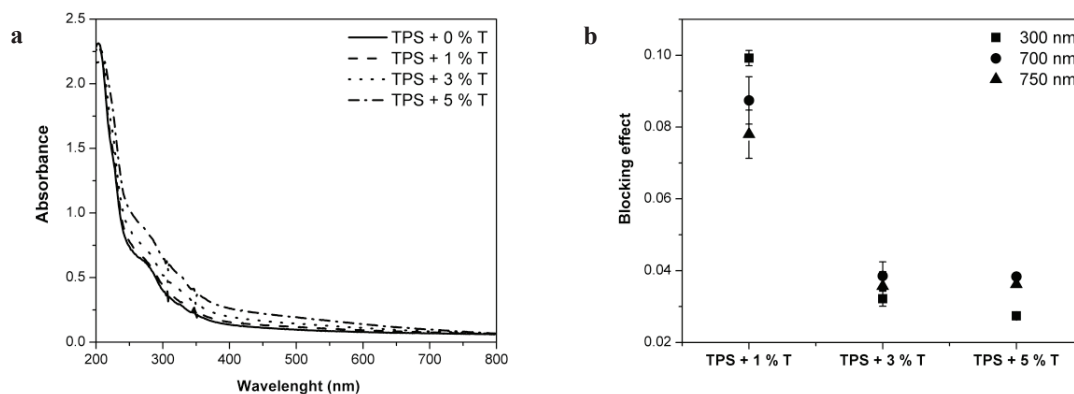 a
2.5
2.0
1.5
1.0
0.5
0.0
Absorbance
200 300 400 500 600 700 800
Wavelenght (nm)
TPS + 0 % T
TPS + 1 % T
TPS + 3 % T
TPS + 5 % T
b
0.10
0.08
0.06
0.04
0.02
Blocking effect
TPS + 1 % T TPS + 3 % T TPS + 5 % T
300 nm
700 nm
750 nm